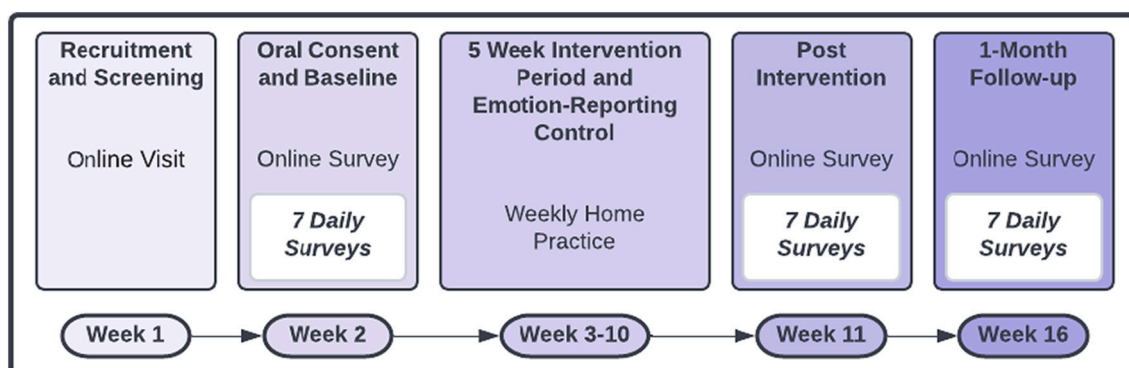 Recruitment
and Screening
Online Visit
Oral Consent
and Baseline
Online Survey
7 Daily
Surveys
5 Week Intervention
Period and
Emotion-Reporting
Control
Weekly Home
Practice
Post
Intervention
Online Survey
7 Daily
Surveys
1-Month
Follow-up
Online Survey
7 Daily
Surveys
Week 1
Week 2
Week 3-10
Week 11
Week 16